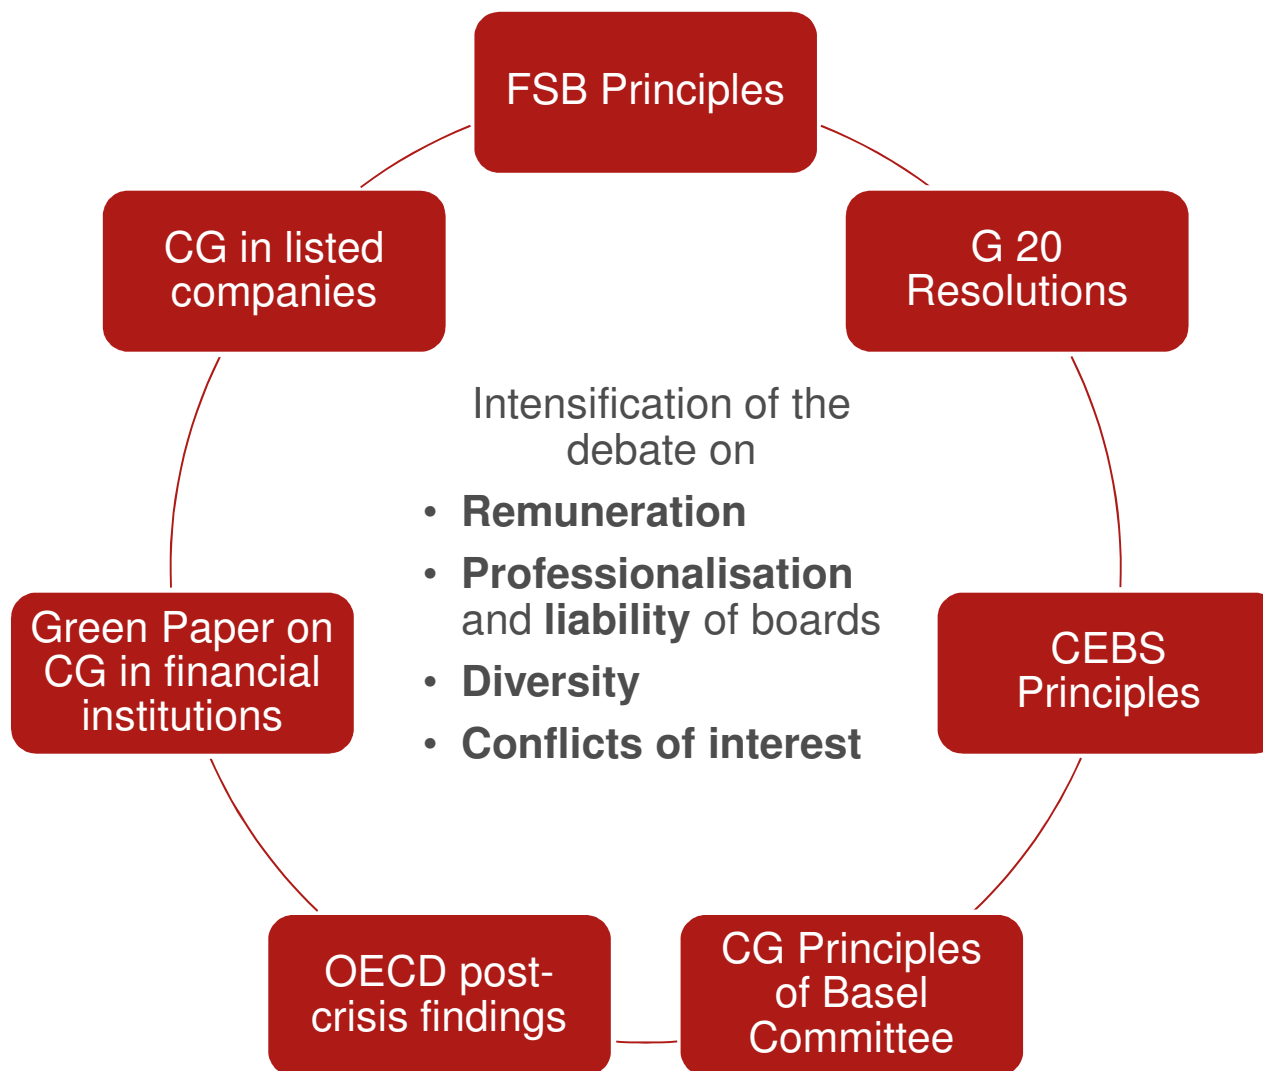 FSB Principles
CG in listed
companies
G 20
Resolutions
Intensification of the
debate on
• Remuneration
• Professionalisation
and liability of boards
• Diversity
• Conflicts of interest
Green Paper on
CG in financial
institutions
CEBS
Principles
OECD post-
crisis findings
CG Principles
of Basel
Committee